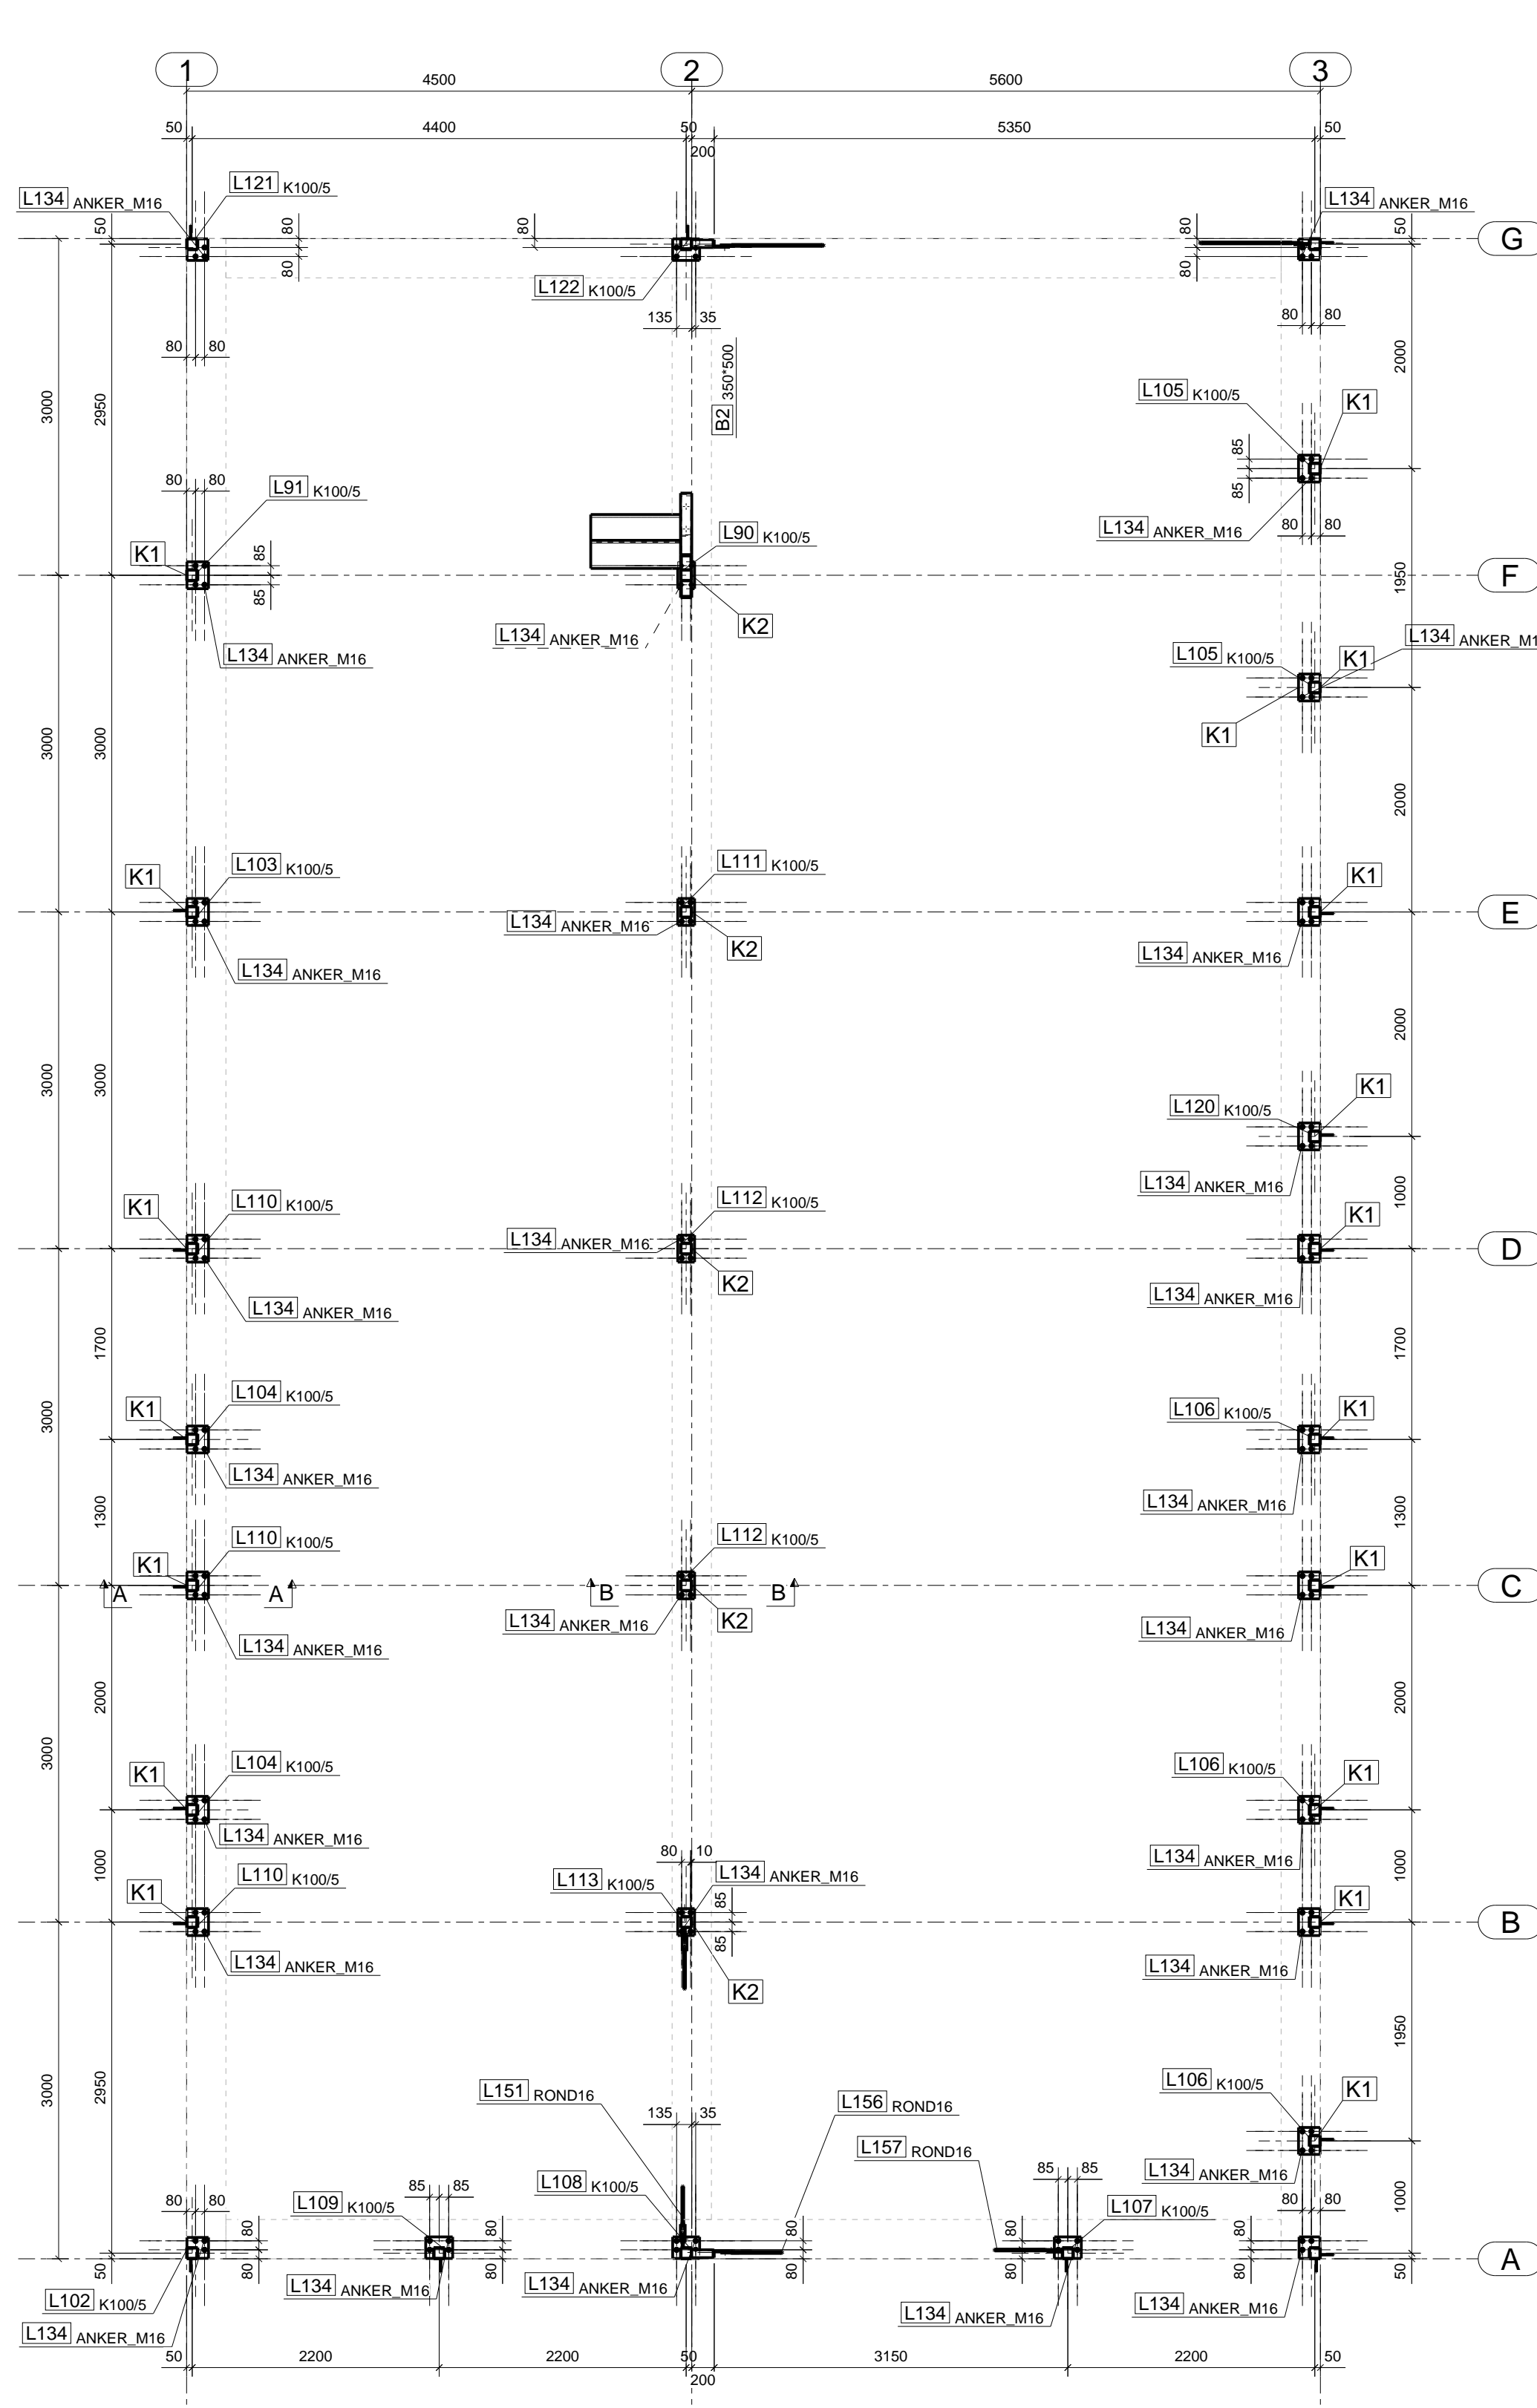 1
2
3
4500
5600
50
4400
50
5350
50
200
L134 ANKER_M16
L121 K100/5
L134 ANKER_M16
50
80
80
80
50
G
80
80
L122 K100/5
135
35
80
80
80
80
B2 350*500
3000
2950
2000
L105 K100/5
K1
85
85
L134 ANKER_M16
80
80
80
80
L91 K100/5
K1
85
85
L90 K100/5
F
1950
K2
L134 ANKER_M16
L134 ANKER_M16
L105 K100/5
K1
L134 ANKER_M1
K1
3000
3000
2000
K1
L103 K100/5
L111 K100/5
K1
E
L134 ANKER_M16
K2
L134 ANKER_M16
L134 ANKER_M16
3000
3000
2000
L120 K100/5
K1
L134 ANKER_M16
1000
K1
L110 K100/5
L112 K100/5
K1
L134 ANKER_M16
D
K2
L134 ANKER_M16
L134 ANKER_M16
1700
1700
3000
K1
L104 K100/5
L106 K100/5
K1
L134 ANKER_M16
L134 ANKER_M16
1300
1300
K1
L110 K100/5
L112 K100/5
K1
A
A
B
B
C
L134 ANKER_M16
K2
L134 ANKER_M16
L134 ANKER_M16
2000
2000
3000
K1
L104 K100/5
L106 K100/5
K1
L134 ANKER_M16
L134 ANKER_M16
80
10
1000
1000
K1
L110 K100/5
L113 K100/5
L134 ANKER_M16
85
85
K1
B
L134 ANKER_M16
K2
L134 ANKER_M16
1950
3000
2950
L106 K100/5
K1
L151 ROND16
L156 ROND16
135
35
L157 ROND16
L134 ANKER_M16
1000
80
80
L109 K100/5
85
85
L108 K100/5
85
85
L107 K100/5
80
80
80
80
80
80
80
A
50
80
80
80
80
80
50
L102 K100/5
L134 ANKER_M16
L134 ANKER_M16
L134 ANKER_M16
L134 ANKER_M16
L134 ANKER_M16
50
2200
2200
50
3150
2200
50
200